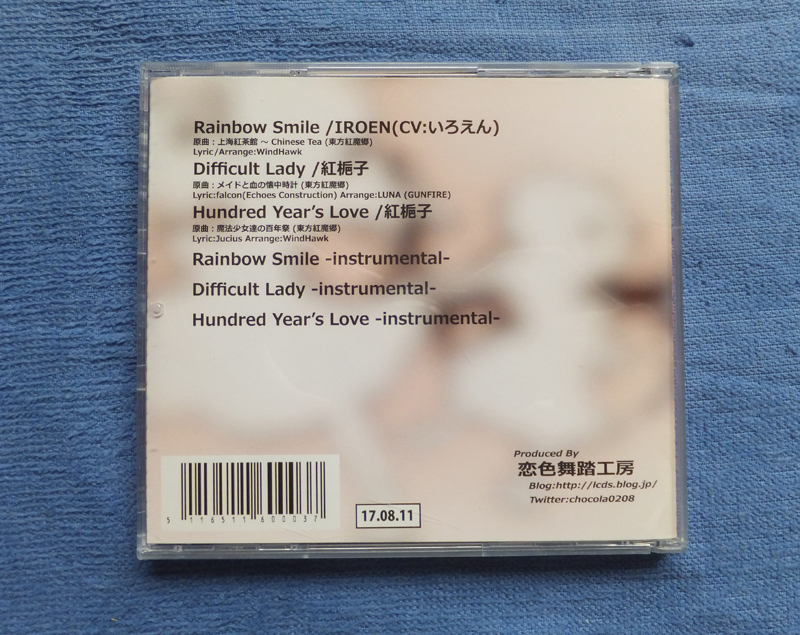 Rainbow Smile /IROEN(CV:いろえん)
原曲：上海紅茶館 ～ Chinese Tea (東方紅魔郷)
Lyric/Arrange:WindHawk
Difficult Lady /紅梔子
原曲：メイドと血の懐中時計 (東方紅魔郷)
Lyric:falcon(Echoes Construction) Arrange:LUNA (GUNFIRE)
Hundred Year's Love /紅梔子
原曲：魔法少女達の百年祭 (東方紅魔郷)
Lyric:Jucius Arrange:WindHawk
Rainbow Smile -instrumental-
Difficult Lady -instrumental-
Hundred Year's Love -instrumental-
Produced By
恋色舞踏工房
Blog:http://lcds.blog.jp/
Twitter:chocola0208
5 116511 600037
17.08.11